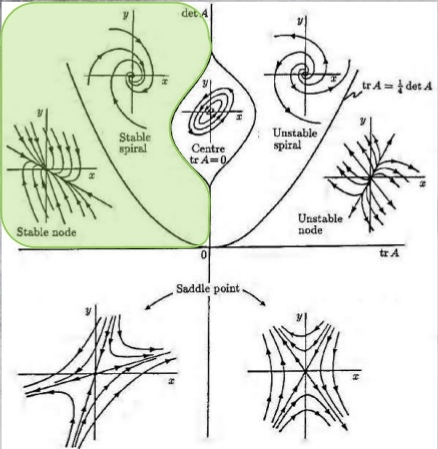 det A
y
x
y
x
tr A = ¼ det A
y
x
Stable
spiral
Centre
tr A = 0
Unstable
spiral
y
x
Stable node
y
x
Unstable
node
0
tr A
Saddle point
y
x
y
x